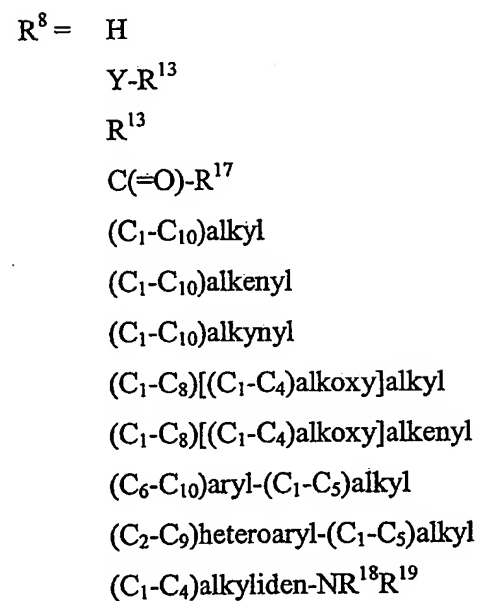 R⁸ = H
Y-R¹³
R¹³
C(=O)-R¹⁷
(C₁-C₁₀)alkyl
(C₁-C₁₀)alkenyl
(C₁-C₁₀)alkynyl
(C₁-C₈)[(C₁-C₄)alkoxy]alkyl
(C₁-C₈)[(C₁-C₄)alkoxy]alkenyl
(C₆-C₁₀)aryl-(C₁-C₅)alkyl
(C₂-C₉)heteroaryl-(C₁-C₅)alkyl
(C₁-C₄)alkyliden-NR¹⁸R¹⁹